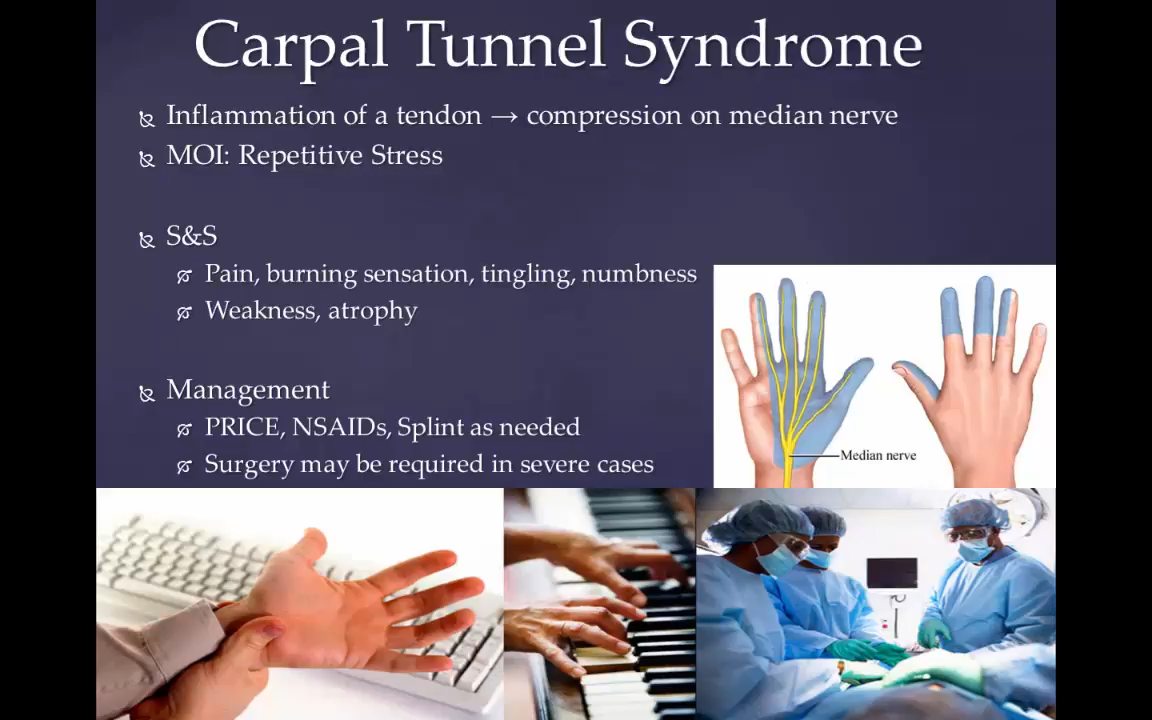 Carpal Tunnel Syndrome
Inflammation of a tendon → compression on median nerve
MOI: Repetitive Stress
S&S
Pain, burning sensation, tingling, numbness
Weakness, atrophy
Management
PRICE, NSAIDs, Splint as needed
Surgery may be required in severe cases
Median nerve